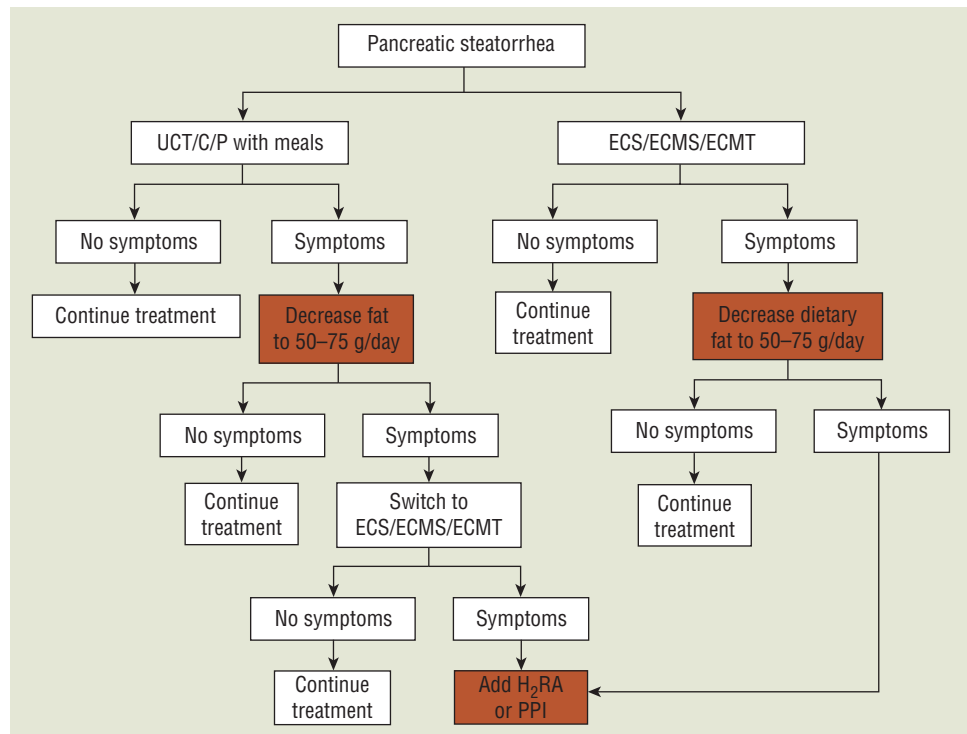 Pancreatic steatorrhea
UCT/C/P with meals
ECS/ECMS/ECMT
No symptoms
Symptoms
No symptoms
Symptoms
Continue treatment
Decrease fat
to 50–75 g/day
Continue
treatment
Decrease dietary
fat to 50–75 g/day
No symptoms
Symptoms
No symptoms
Symptoms
Continue
treatment
Switch to
ECS/ECMS/ECMT
Continue
treatment
No symptoms
Symptoms
Continue
treatment
Add H₂RA
or PPI